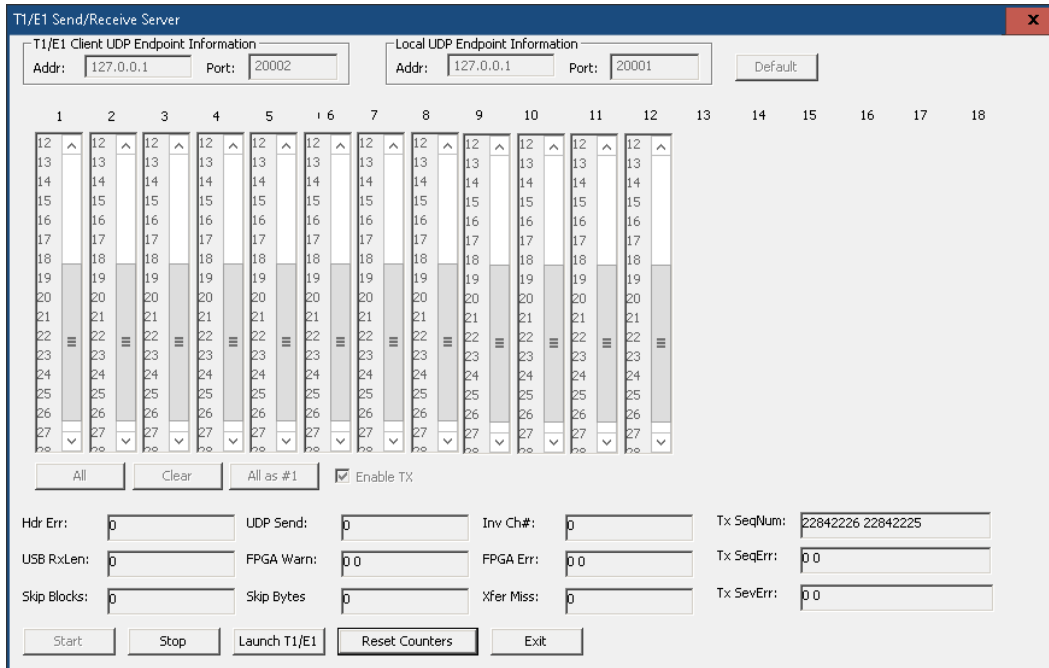 T1/E1 Send/Receive Server x
T1/E1 Client UDP Endpoint Information Local UDP Endpoint Information
Addr: 127.0.0.1 Port: 20002 Addr: 127.0.0.1 Port: 20001 Default
1 2 3 4 5 6 7 8 9 10 11 12 13 14 15 16 17 18
12 12 12 12 12 12 12 12 12 12 12 12
13 13 13 13 13 13 13 13 13 13 13 13
14 14 14 14 14 14 14 14 14 14 14 14
15 15 15 15 15 15 15 15 15 15 15 15
16 16 16 16 16 16 16 16 16 16 16 16
17 17 17 17 17 17 17 17 17 17 17 17
18 18 18 18 18 18 18 18 18 18 18 18
19 19 19 19 19 19 19 19 19 19 19 19
20 20 20 20 20 20 20 20 20 20 20 20
21 21 21 21 21 21 21 21 21 21 21 21
22 22 22 22 22 22 22 22 22 22 22 22
23 23 23 23 23 23 23 23 23 23 23 23
24 24 24 24 24 24 24 24 24 24 24 24
25 25 25 25 25 25 25 25 25 25 25 25
26 26 26 26 26 26 26 26 26 26 26 26
27 27 27 27 27 27 27 27 27 27 27 27
All Clear All as #1 Enable TX
Hdr Err: 0 UDP Send: 0 Inv Ch#: 0 Tx SeqNum: 22842226 22842225
USB RxLen: 0 FPGA Warn: 0 0 FPGA Err: 0 0 Tx SeqErr: 0 0
Skip Blocks: 0 Skip Bytes 0 Xfer Miss: 0 Tx SevErr: 0 0
Start Stop Launch T1/E1 Reset Counters Exit